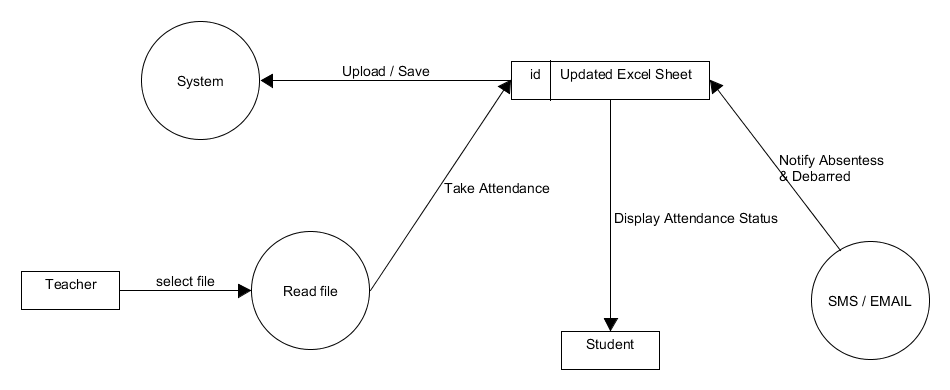 Upload / Save
id
Updated Excel Sheet
System
Notify Absentess
& Debarred
Take Attendance
Display Attendance Status
Teacher
select file
Read file
SMS / EMAIL
Student